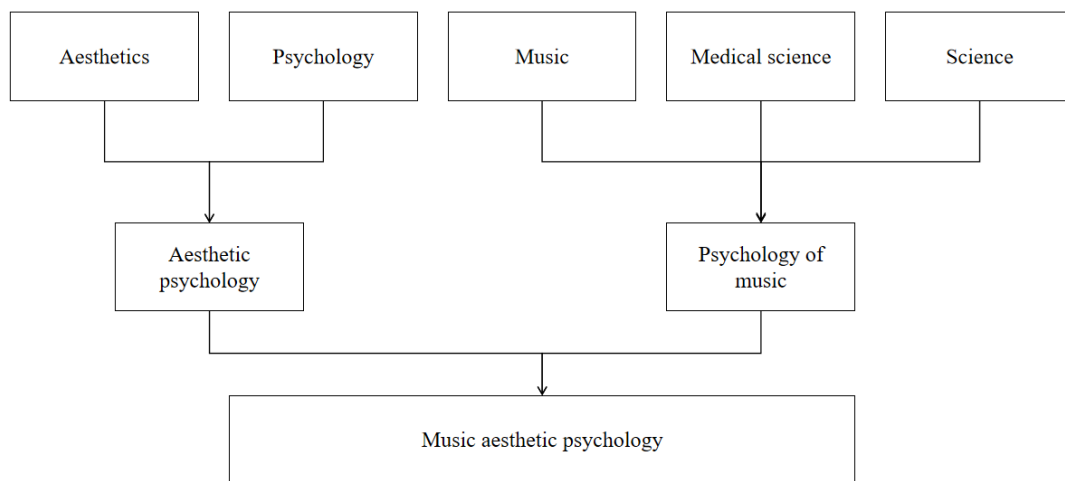 Aesthetics
Psychology
Music
Medical science
Science
Aesthetic
psychology
Psychology of
music
Music aesthetic psychology